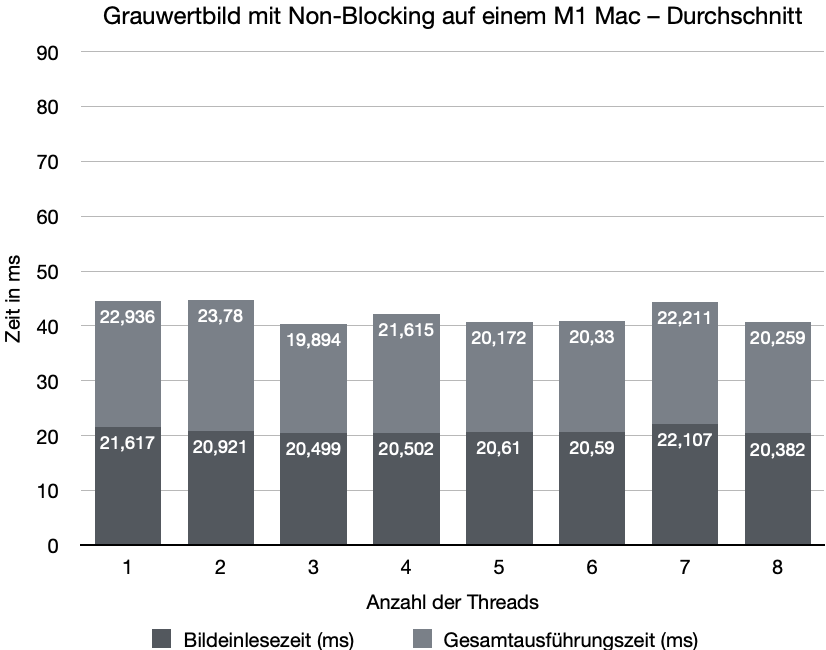 Grauwertbild mit Non-Blocking auf einem M1 Mac – Durchschnitt
90
80
70
60
50
40
30
20
10
0
Zeit in ms
22,936 23,78 19,894 21,615 20,172 20,33 22,211 20,259
21,617 20,921 20,499 20,502 20,61 20,59 22,107 20,382
1 2 3 4 5 6 7 8
Anzahl der Threads
Bildeinlesezeit (ms) Gesamtausführungszeit (ms)